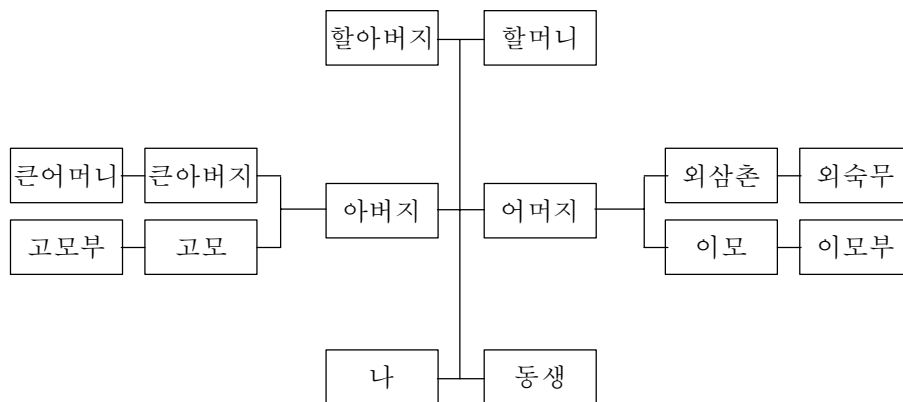 할아버지 할머니
큰어머니 큰아버지 외삼촌 외숙무
아버지 어머지
고모부 고모 이모 이모부
나 동생